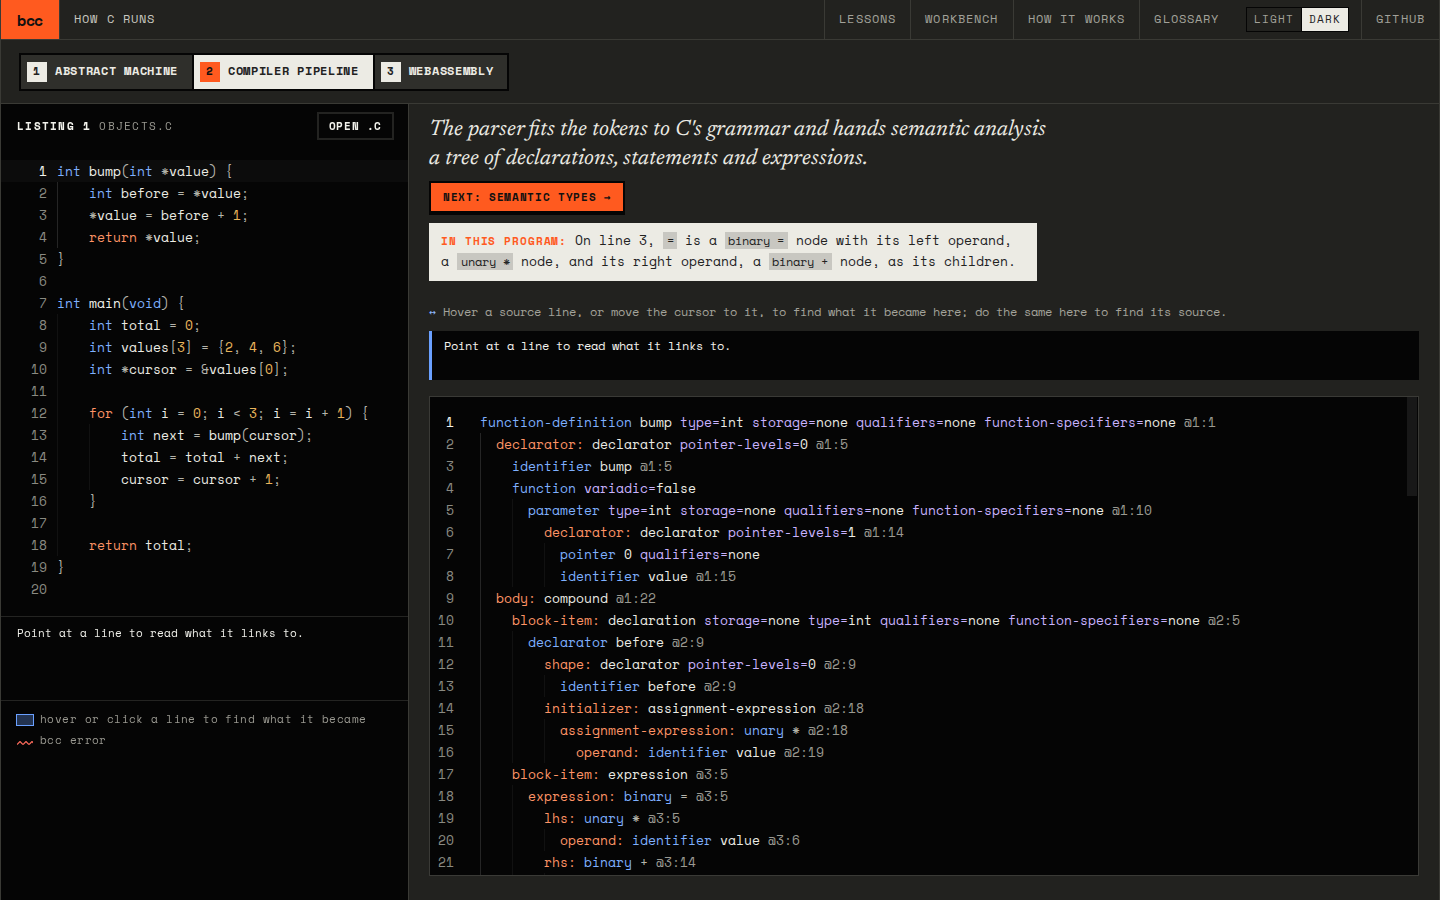 bcc HOW C RUNS LESSONS WORKBENCH HOW IT WORKS GLOSSARY LIGHT DARK GITHUB
1 ABSTRACT MACHINE 2 COMPILER PIPELINE 3 WEBASSEMBLY
LISTING 1 OBJECTS.C OPEN .C
1 int bump(int *value) {
2 int before = *value;
3 *value = before + 1;
4 return *value;
5 }
6
7 int main(void) {
8 int total = 0;
9 int values[3] = {2, 4, 6};
10 int *cursor = &values[0];
11
12 for (int i = 0; i < 3; i = i + 1) {
13 int next = bump(cursor);
14 total = total + next;
15 cursor = cursor + 1;
16 }
17
18 return total;
19 }
20
Point at a line to read what it links to.
hover or click a line to find what it became
bcc error
The parser fits the tokens to C's grammar and hands semantic analysis
a tree of declarations, statements and expressions.
NEXT: SEMANTIC TYPES →
IN THIS PROGRAM: On line 3, = is a binary = node with its left operand,
a unary * node, and its right operand, a binary + node, as its children.
↔ Hover a source line, or move the cursor to it, to find what it became here; do the same here to find its source.
Point at a line to read what it links to.
1 function-definition bump type=int storage=none qualifiers=none function-specifiers=none @1:1
2 declarator: declarator pointer-levels=0 @1:5
3 identifier bump @1:5
4 function variadic=false
5 parameter type=int storage=none qualifiers=none function-specifiers=none @1:10
6 declarator: declarator pointer-levels=1 @1:14
7 pointer 0 qualifiers=none
8 identifier value @1:15
9 body: compound @1:22
10 block-item: declaration storage=none type=int qualifiers=none function-specifiers=none @2:5
11 declarator before @2:9
12 shape: declarator pointer-levels=0 @2:9
13 identifier before @2:9
14 initializer: assignment-expression @2:18
15 assignment-expression: unary * @2:18
16 operand: identifier value @2:19
17 block-item: expression @3:5
18 expression: binary = @3:5
19 lhs: unary * @3:5
20 operand: identifier value @3:6
21 rhs: binary + @3:14